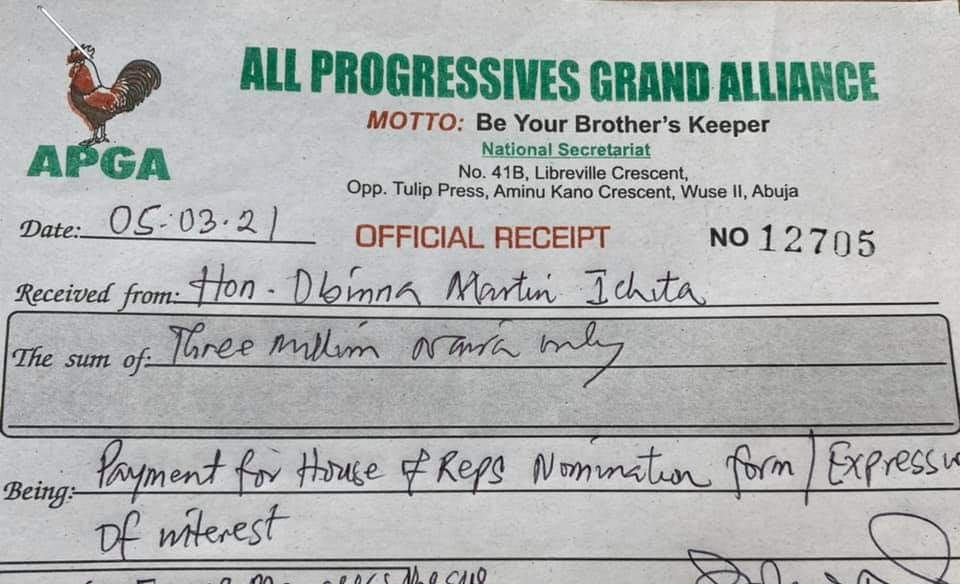 ALL PROGRESSIVES GRAND ALLIANCE
MOTTO: Be Your Brother's Keeper
National Secretariat
No. 41B, Libreville Crescent,
Opp. Tulip Press, Aminu Kano Crescent, Wuse II, Abuja
APGA
Date: 05.03.21
OFFICIAL RECEIPT
NO 12705
Received from: Hon. Obinna Martin Ichita
The sum of: Three million naira only
Being: Payment for House of Reps Nomination form/Express
of interest